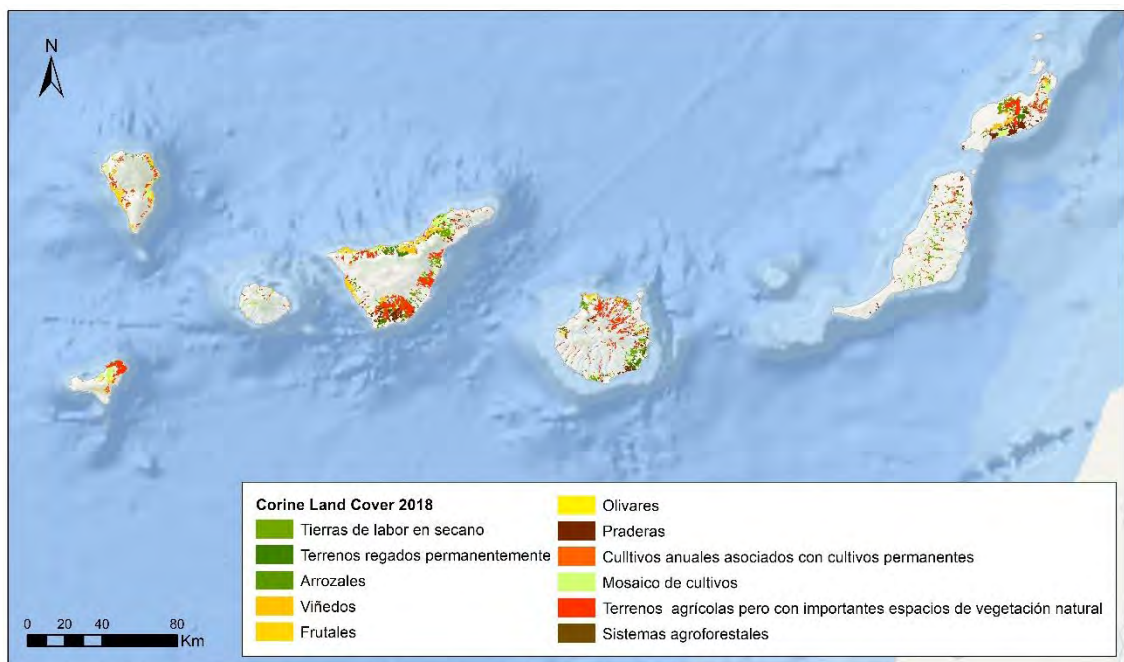 N
Corine Land Cover 2018
Tierras de labor en secano
Terrenos regados permanentemente
Arrozales
Viñedos
Frutales
Olivares
Praderas
Culltivos anuales asociados con cultivos permanentes
Mosaico de cultivos
Terrenos agrícolas pero con importantes espacios de vegetación natural
Sistemas agroforestales
0 20 40 80
Km